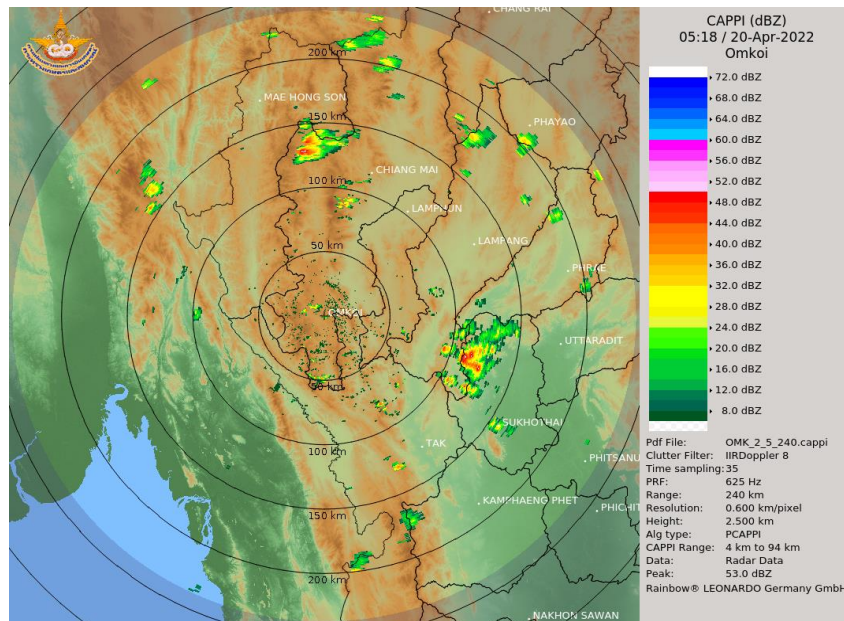 CHANG RAI
200 km
MAE HONG SON
150 km
PHAYAO
CHIANG MAI
100 km
LAMPHUN
LAMPANG
50 km
PHRAE
OMKOI
UTTARADIT
50 km
SUKHOTHAI
TAK
100 km
PHITSANU
KAMPHAENG PHET
PHICHIT
150 km
200 km
NAKHON SAWAN
CAPPI (dBZ)
05:18 / 20-Apr-2022
Omkoi
72.0 dBZ
68.0 dBZ
64.0 dBZ
60.0 dBZ
56.0 dBZ
52.0 dBZ
48.0 dBZ
44.0 dBZ
40.0 dBZ
36.0 dBZ
32.0 dBZ
28.0 dBZ
24.0 dBZ
20.0 dBZ
16.0 dBZ
12.0 dBZ
8.0 dBZ
Pdf File: OMK_2_5_240.cappi
Clutter Filter: IIRDoppler 8
Time sampling: 35
PRF: 625 Hz
Range: 240 km
Resolution: 0.600 km/pixel
Height: 2.500 km
Alg type: PCAPPI
CAPPI Range: 4 km to 94 km
Data: Radar Data
Peak: 53.0 dBZ
Rainbow® LEONARDO Germany GmbH